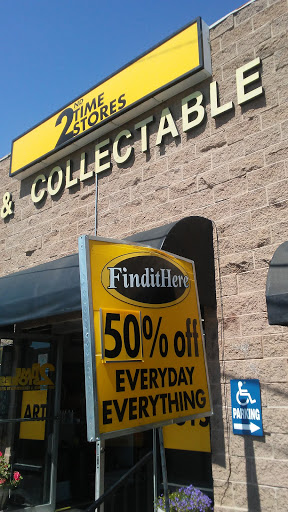 2ND TIME
STORES
& COLLECTABLE
FinditHere
50% off
EVERYDAY
EVERYTHING
ART
PARKING